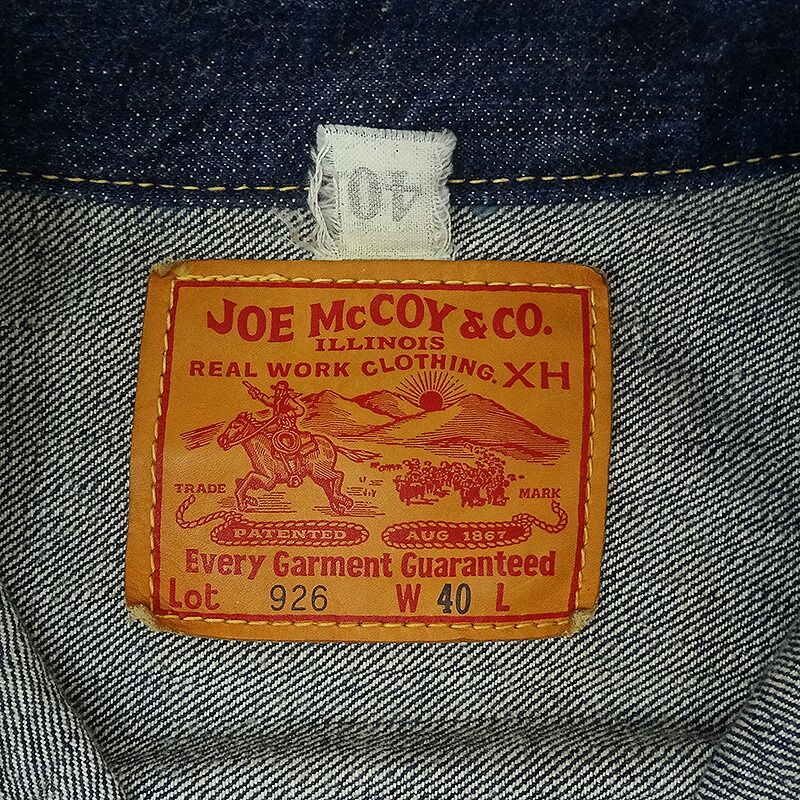 40
JOE McCOY & CO.
ILLINOIS
REAL WORK CLOTHING. XH
TRADE MARK
PATENTED AUG 1867
Every Garment Guaranteed
Lot 926 W 40 L